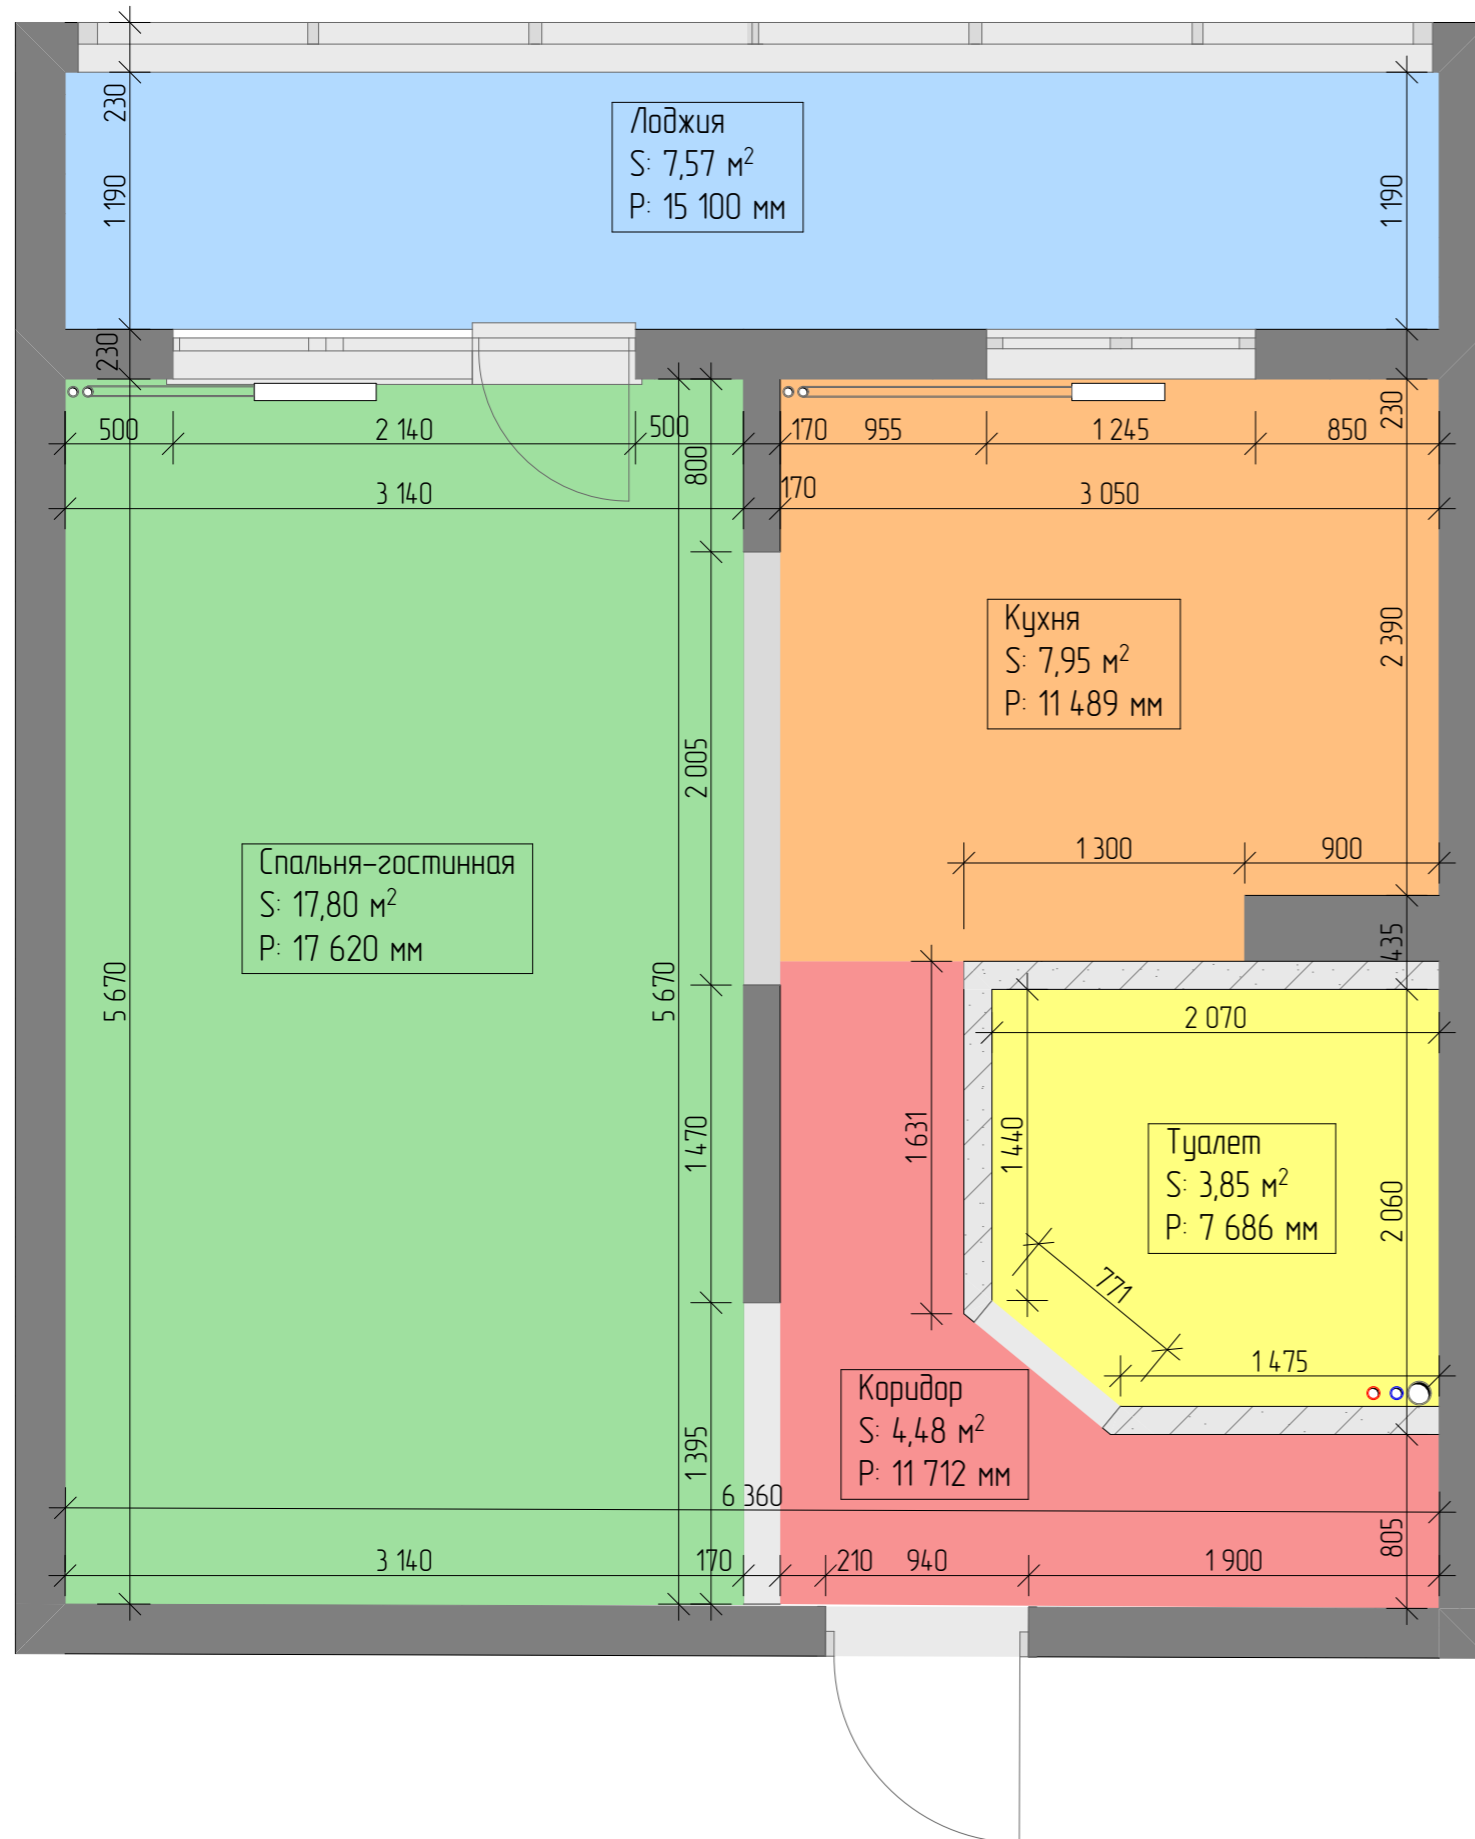 230
Лоджия
S: 7,57 м²
P: 15 100 мм
1 190
1 190
230
230
500
2 140
500
170
955
1 245
850
800
3 140
170
3 050
Кухня
S: 7,95 м²
P: 11 489 мм
2 390
2 005
1 300
900
Спальня-гостинная
S: 17,80 м²
P: 17 620 мм
435
5 670
5 670
2 070
1 631
1 440
1 470
Туалет
S: 3,85 м²
P: 7 686 мм
2 060
771
1 475
Коридор
S: 4,48 м²
P: 11 712 мм
1 395
6 360
805
3 140
170
210
940
1 900